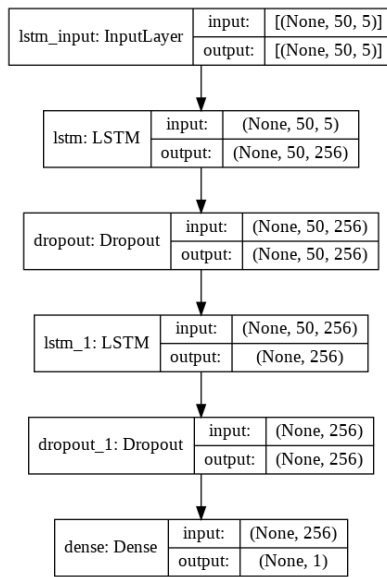 lstm_input: InputLayer
input: [(None, 50, 5)]
output: [(None, 50, 5)]
lstm: LSTM
input: (None, 50, 5)
output: (None, 50, 256)
dropout: Dropout
input: (None, 50, 256)
output: (None, 50, 256)
lstm_1: LSTM
input: (None, 50, 256)
output: (None, 256)
dropout_1: Dropout
input: (None, 256)
output: (None, 256)
dense: Dense
input: (None, 256)
output: (None, 1)